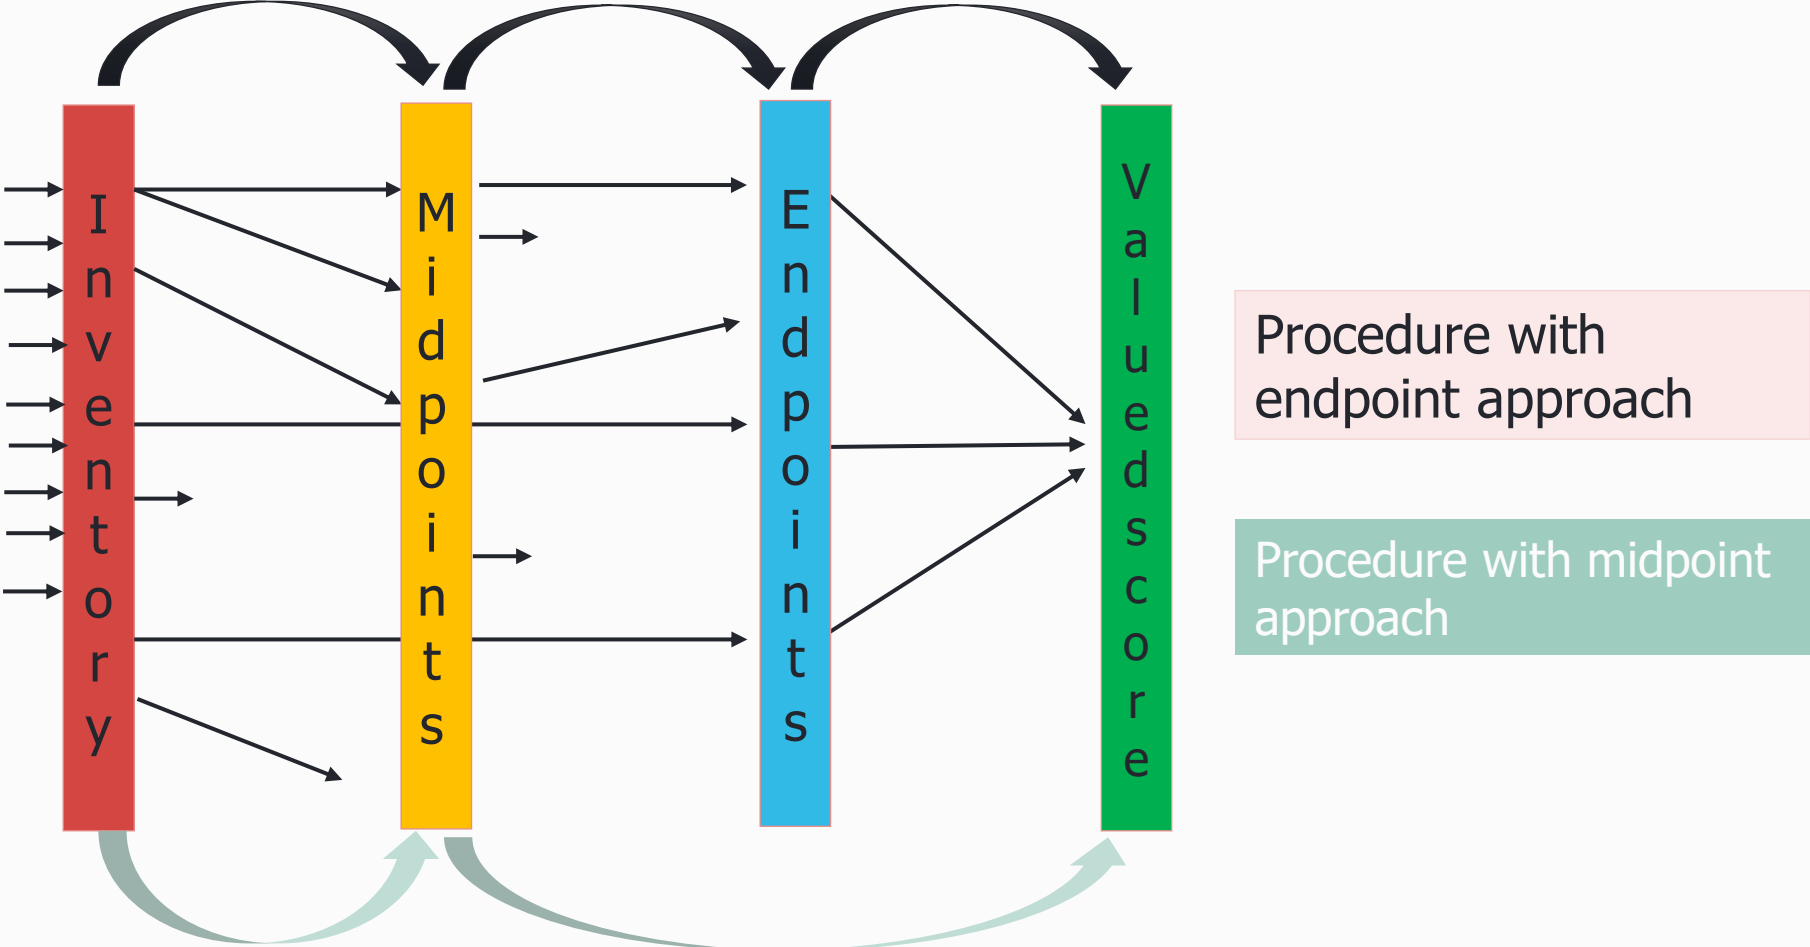 Inventory
Midpoints
Endpoints
Valuedscore
Procedure with
endpoint approach
Procedure with midpoint
approach